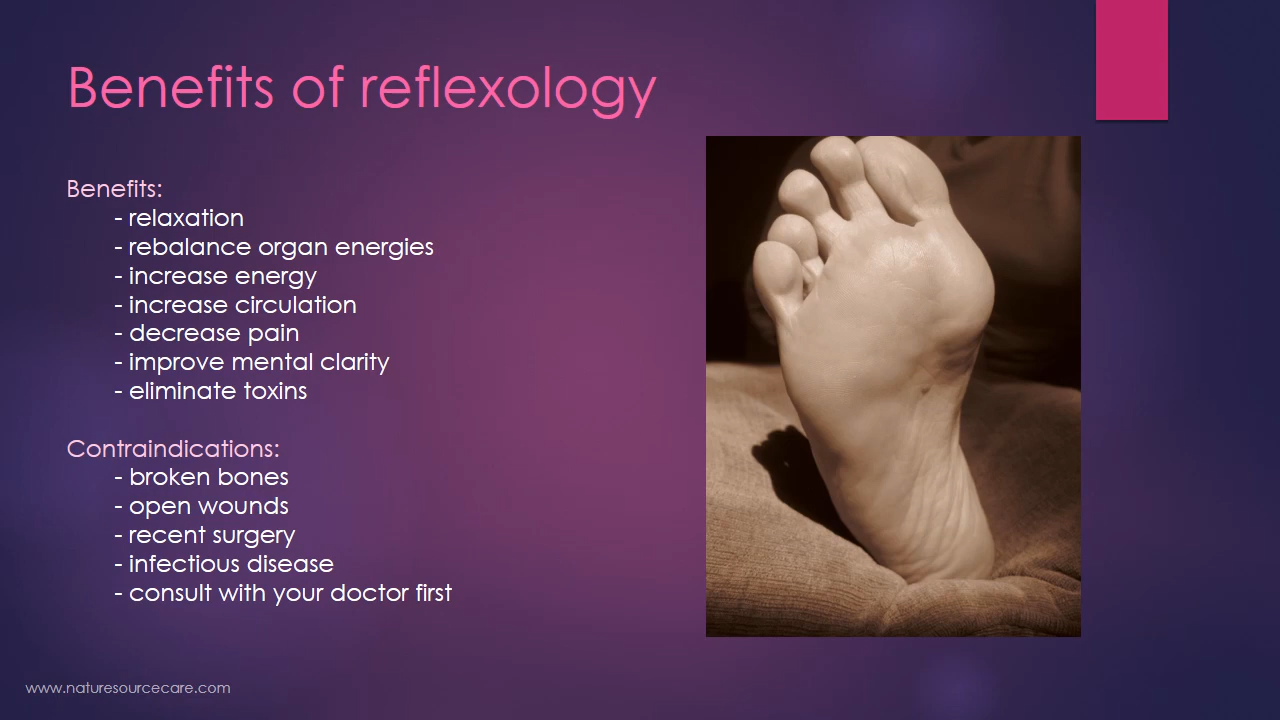 Benefits of reflexology
Benefits:
- relaxation
- rebalance organ energies
- increase energy
- increase circulation
- decrease pain
- improve mental clarity
- eliminate toxins
Contraindications:
- broken bones
- open wounds
- recent surgery
- infectious disease
- consult with your doctor first
www.naturesourcecare.com